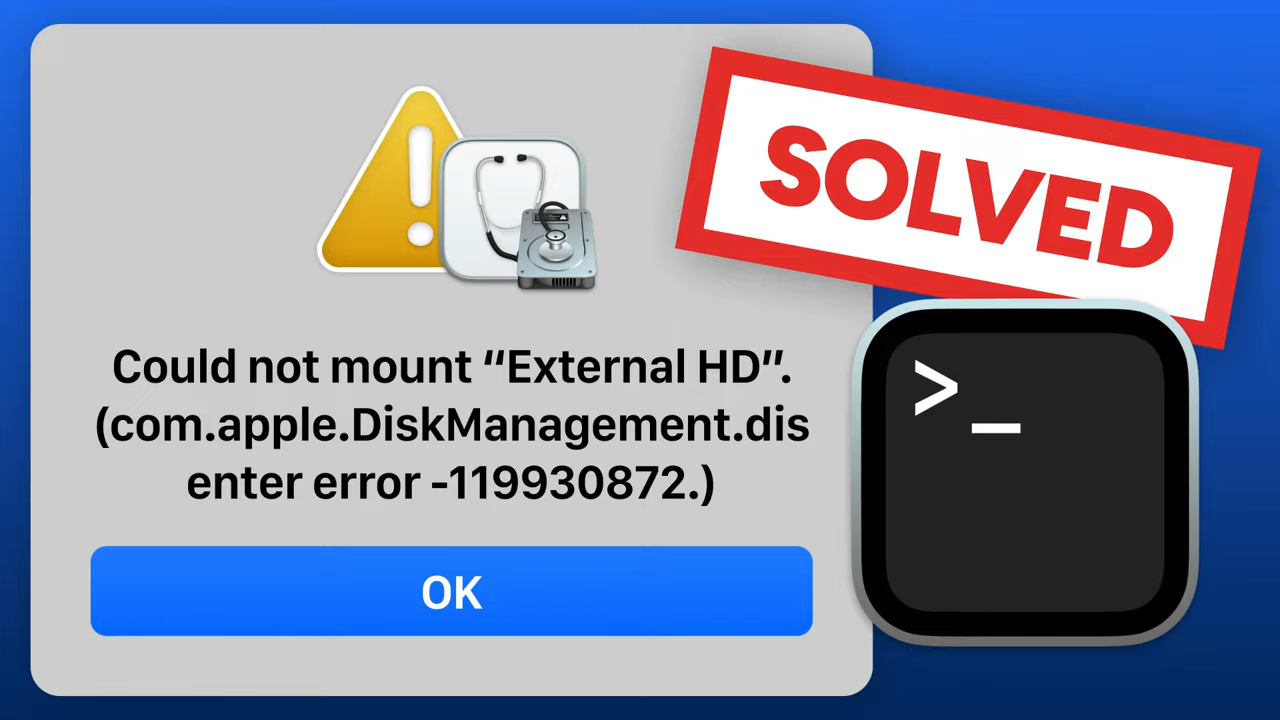 SOLVED
Could not mount “External HD”.
(com.apple.DiskManagement.dis
enter error -119930872.)
OK
>_